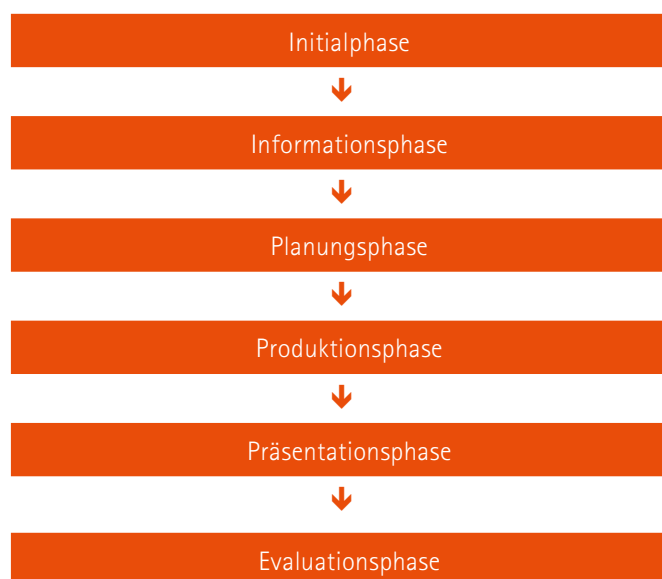 Initialphase
Informationsphase
Planungsphase
Produktionsphase
Präsentationsphase
Evaluationsphase